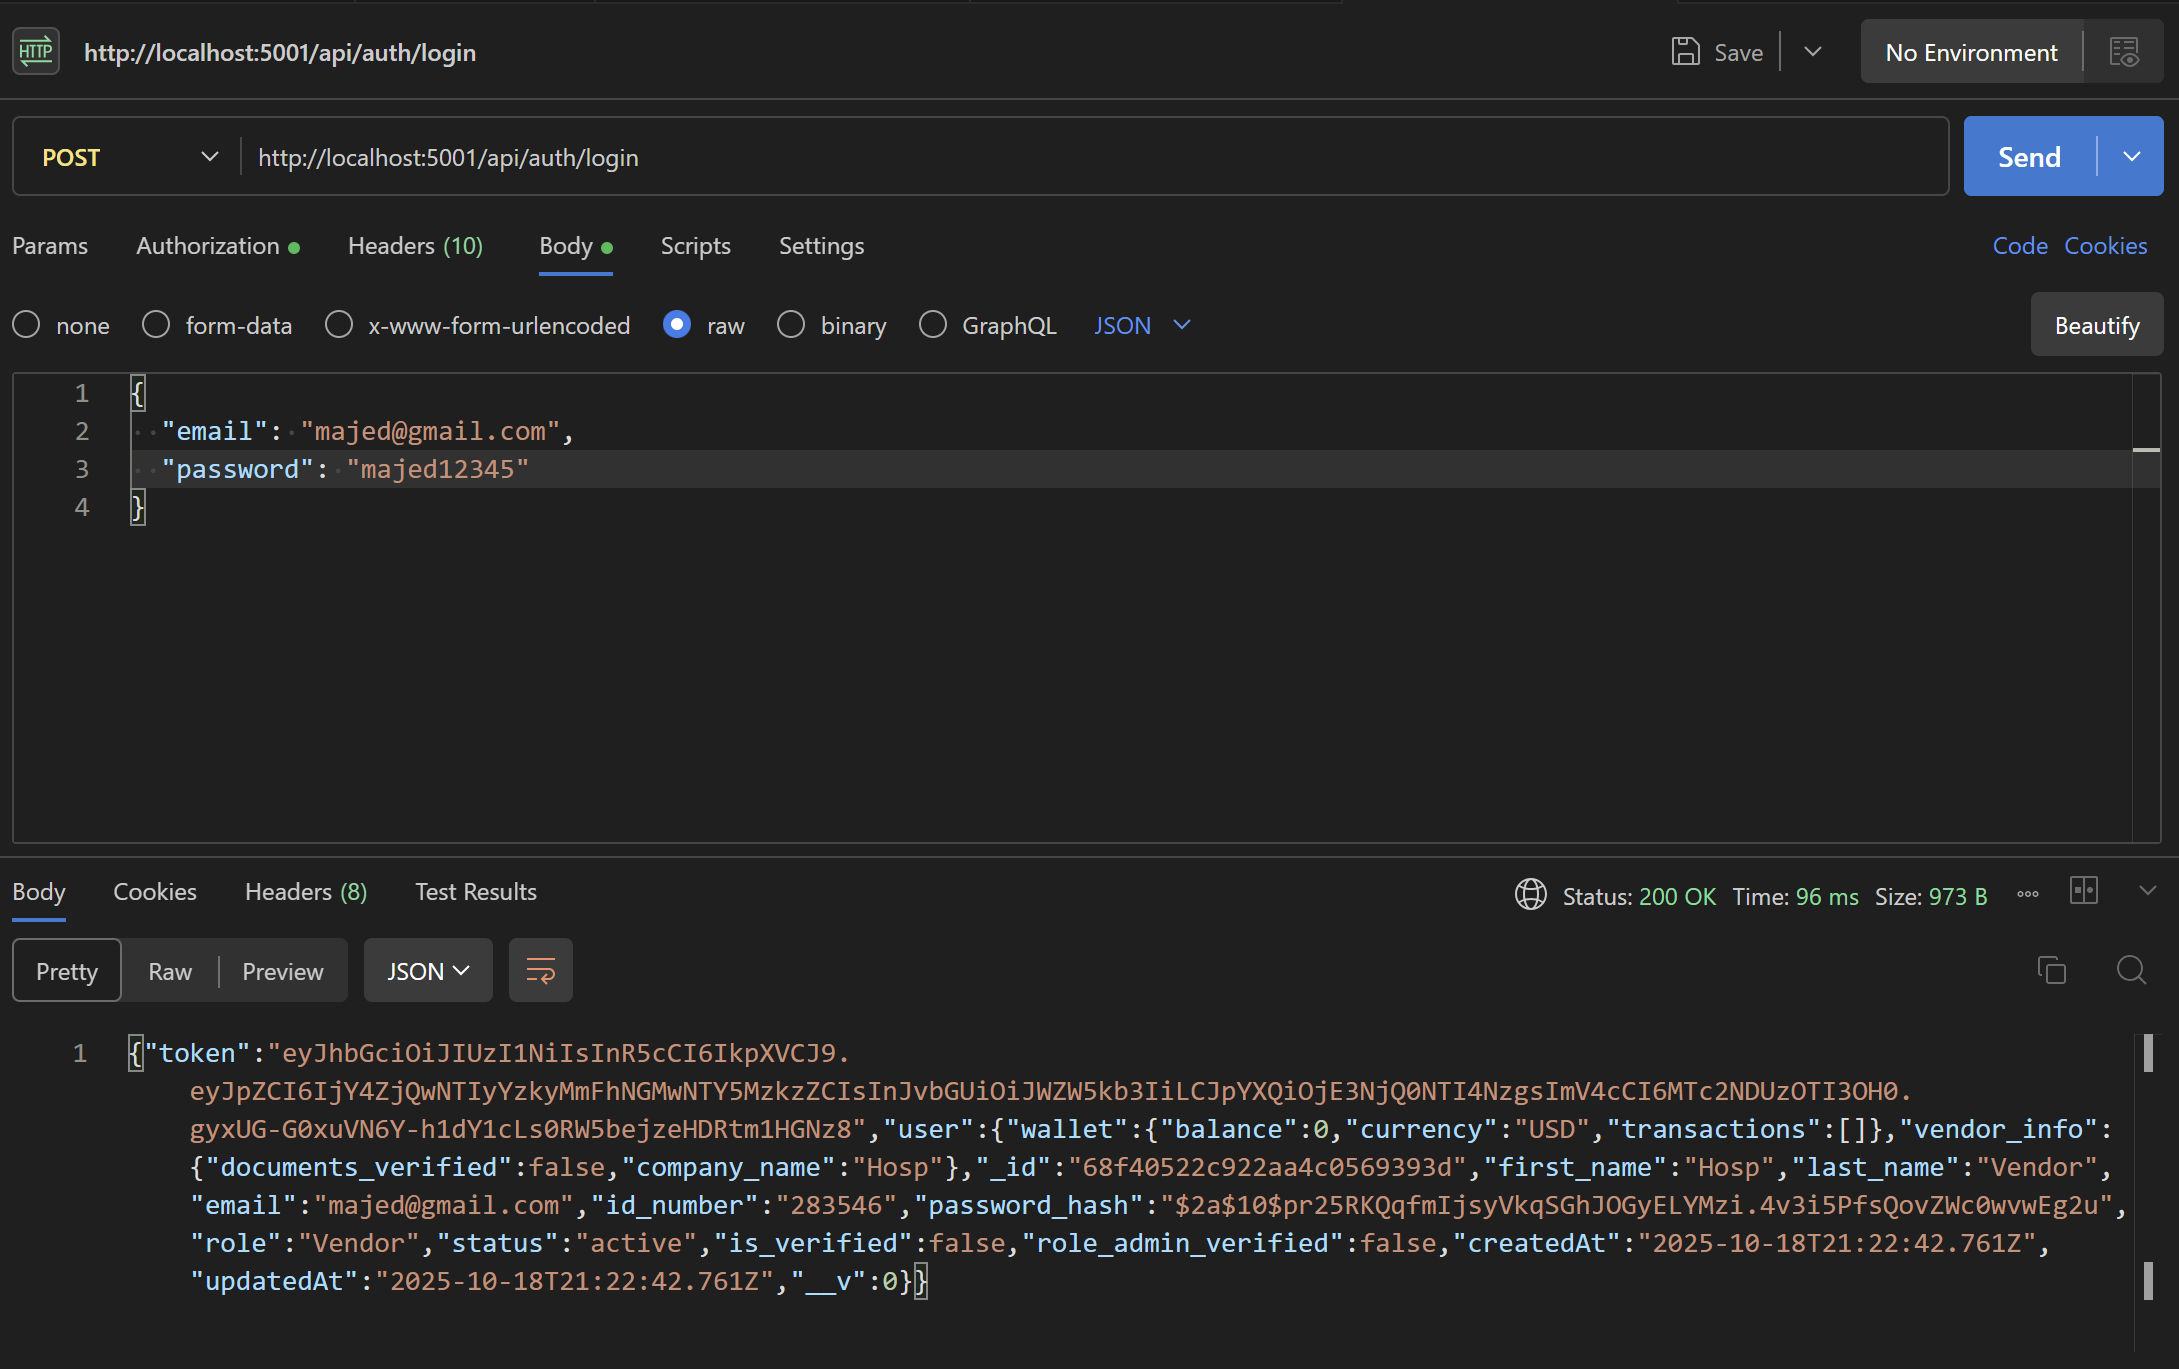 HTTP http://localhost:5001/api/auth/login Save No Environment
POST http://localhost:5001/api/auth/login Send
Params Authorization Headers (10) Body Scripts Settings Code Cookies
none form-data x-www-form-urlencoded raw binary GraphQL JSON Beautify
1 {
2 "email": "majed@gmail.com",
3 "password": "majed12345"
4 }
Body Cookies Headers (8) Test Results Status: 200 OK Time: 96 ms Size: 973 B
Pretty Raw Preview JSON
1 {"token":"eyJhbGciOiJIUzI1NiIsInR5cCI6IkpXVCJ9.
eyJpZCI6IjY4ZjQwNTIyYzkyMmFhNGMwNTY5MzkzZCIsInJvbGUiOiJWZW5kb3IiLCJpYXQiOjE3NjQ0NTI4NzgsImV4cCI6MTc2NDUzOTI3OH0.
gyxUG-G0xuVN6Y-h1dY1cLs0RW5bejzeHDRtm1HGNz8","user":{"wallet":{"balance":0,"currency":"USD","transactions":[]},"vendor_info":
{"documents_verified":false,"company_name":"Hosp"},"_id":"68f40522c922aa4c0569393d","first_name":"Hosp","last_name":"Vendor",
"email":"majed@gmail.com","id_number":"283546","password_hash":"$2a$10$pr25RKQqfmIjsyVkqSGhJOGyELYMzi.4v3i5PfsQovZWc0wvwEg2u",
"role":"Vendor","status":"active","is_verified":false,"role_admin_verified":false,"createdAt":"2025-10-18T21:22:42.761Z",
"updatedAt":"2025-10-18T21:22:42.761Z","__v":0}}